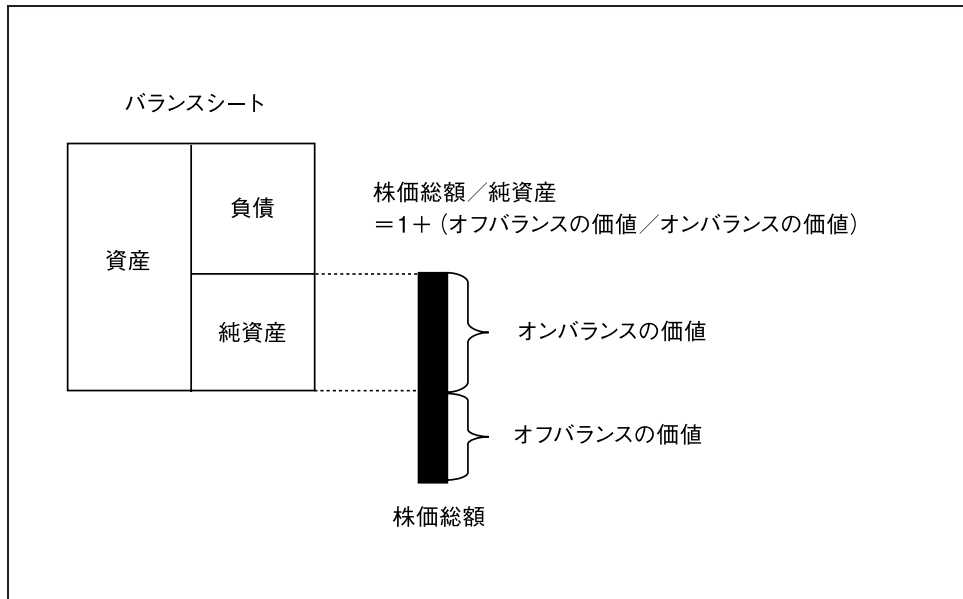 バランスシート
負債
株価総額／純資産
＝1＋（オフバランスの価値／オンバランスの価値）
資産
純資産
オンバランスの価値
オフバランスの価値
株価総額